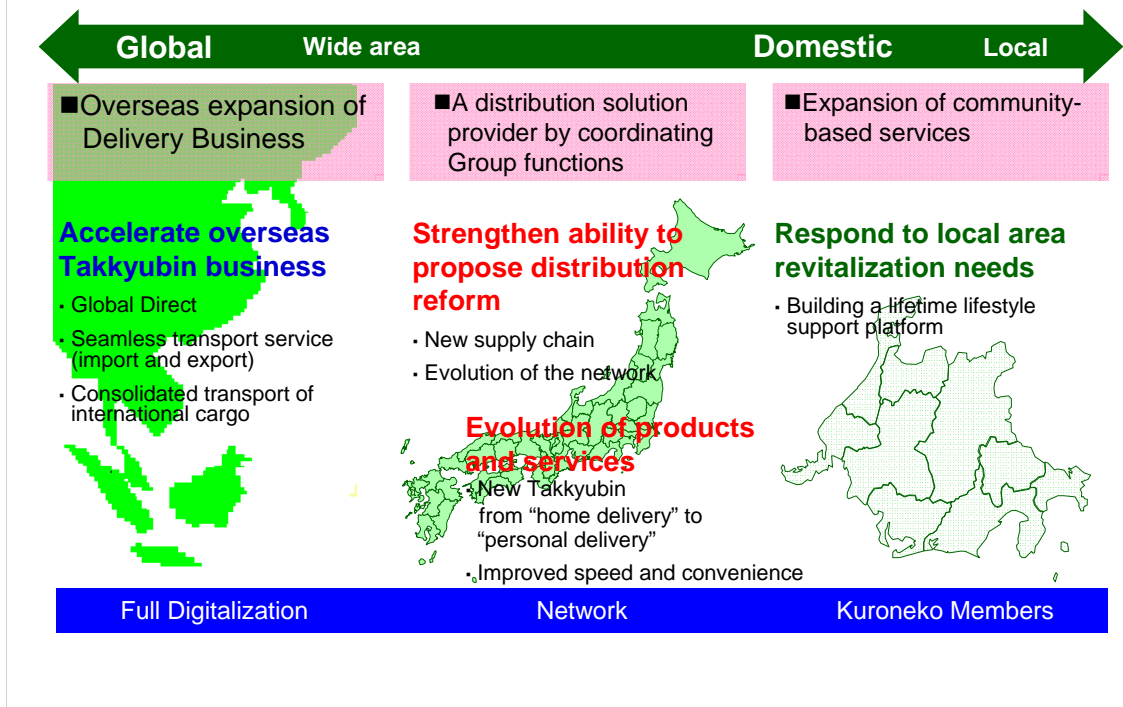 Global Wide area Domestic Local
■Overseas expansion of
Delivery Business
■A distribution solution
provider by coordinating
Group functions
■Expansion of community-
based services
Accelerate overseas
Takkyubin business
・Global Direct
・Seamless transport service
(import and export)
・Consolidated transport of
international cargo
Strengthen ability to
propose distribution
reform
・New supply chain
・Evolution of the network
Evolution of products
and services
・New Takkyubin
from “home delivery” to
“personal delivery”
・Improved speed and convenience
Respond to local area
revitalization needs
・Building a lifetime lifestyle
support platform
Full Digitalization Network Kuroneko Members